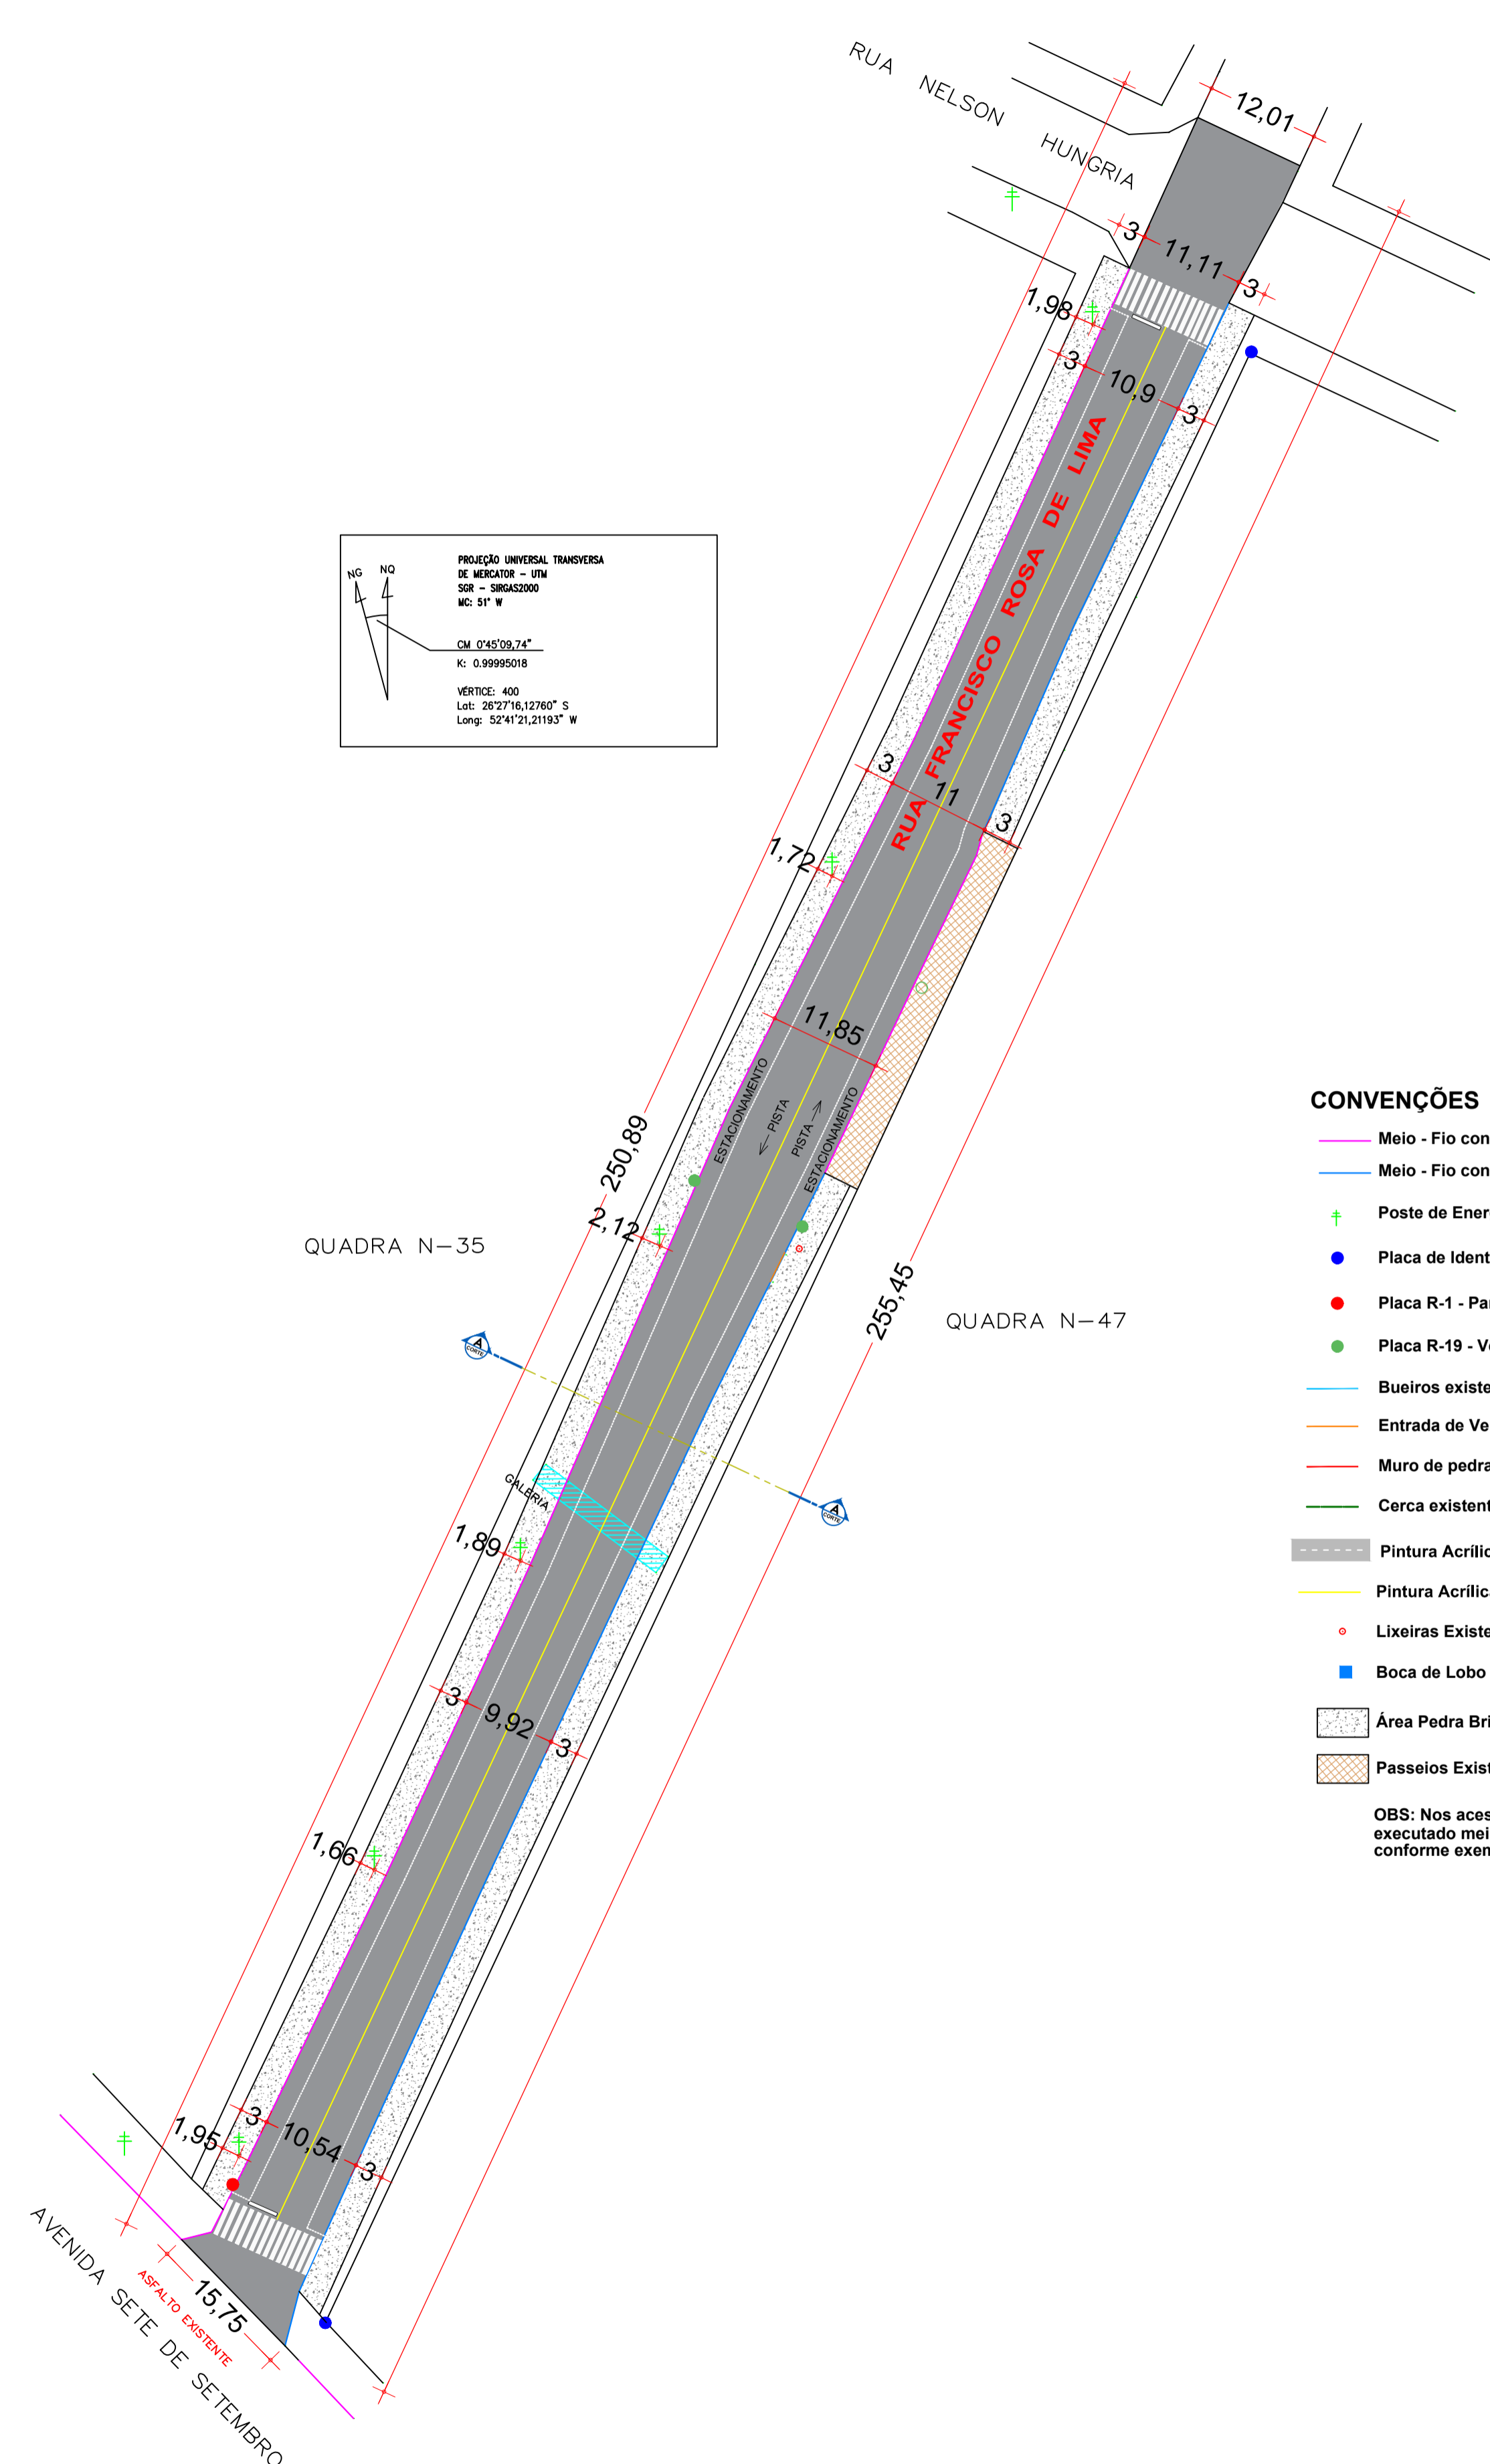 RUA NELSON HUNGRIA
12,01
3
11,11
3
1,98
3
10,9
3
RUA FRANCISCO ROSA DE LIMA
NG
NQ
PROJEÇÃO UNIVERSAL TRANSVERSA
DE MERCATOR - UTM
SGR - SIRGAS2000
MC: 51° W
CM 0°45'09,74"
K: 0.99995018
VÉRTICE: 400
Lat: 26°27'16,12760" S
Long: 52°41'21,21193" W
3
11
3
1,72
11,85
ESTACIONAMENTO
PISTA
PISTA
ESTACIONAMENTO
250,89
2,12
QUADRA N-35
255,45
QUADRA N-47
A
CORTE
A
CORTE
GALERIA
1,89
3
9,92
3
1,66
3
10,54
3
1,95
15,75
ASFALTO EXISTENTE
AVENIDA SETE DE SETEMBRO
CONVENÇÕES
Meio - Fio con
Meio - Fio con
Poste de Ener
Placa de Ident
Placa R-1 - Pa
Placa R-19 - V
Bueiros existe
Entrada de Ve
Muro de pedra
Cerca existent
Pintura Acrílic
Pintura Acrílic
Lixeiras Existe
Boca de Lobo
Área Pedra Bri
Passeios Exist
OBS: Nos aces
executado mei
conforme exen